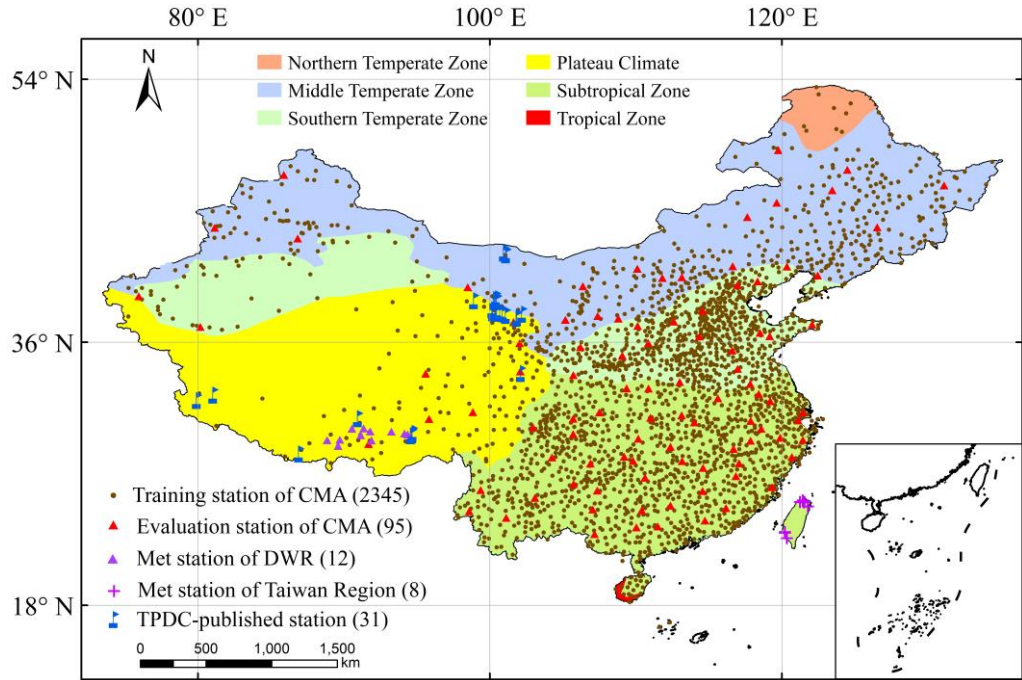 80° E
100° E
120° E
N
54° N
36° N
18° N
Northern Temperate Zone
Middle Temperate Zone
Southern Temperate Zone
Plateau Climate
Subtropical Zone
Tropical Zone
Training station of CMA (2345)
Evaluation station of CMA (95)
Met station of DWR (12)
Met station of Taiwan Region (8)
TPDC-published station (31)
0 500 1,000 1,500
km